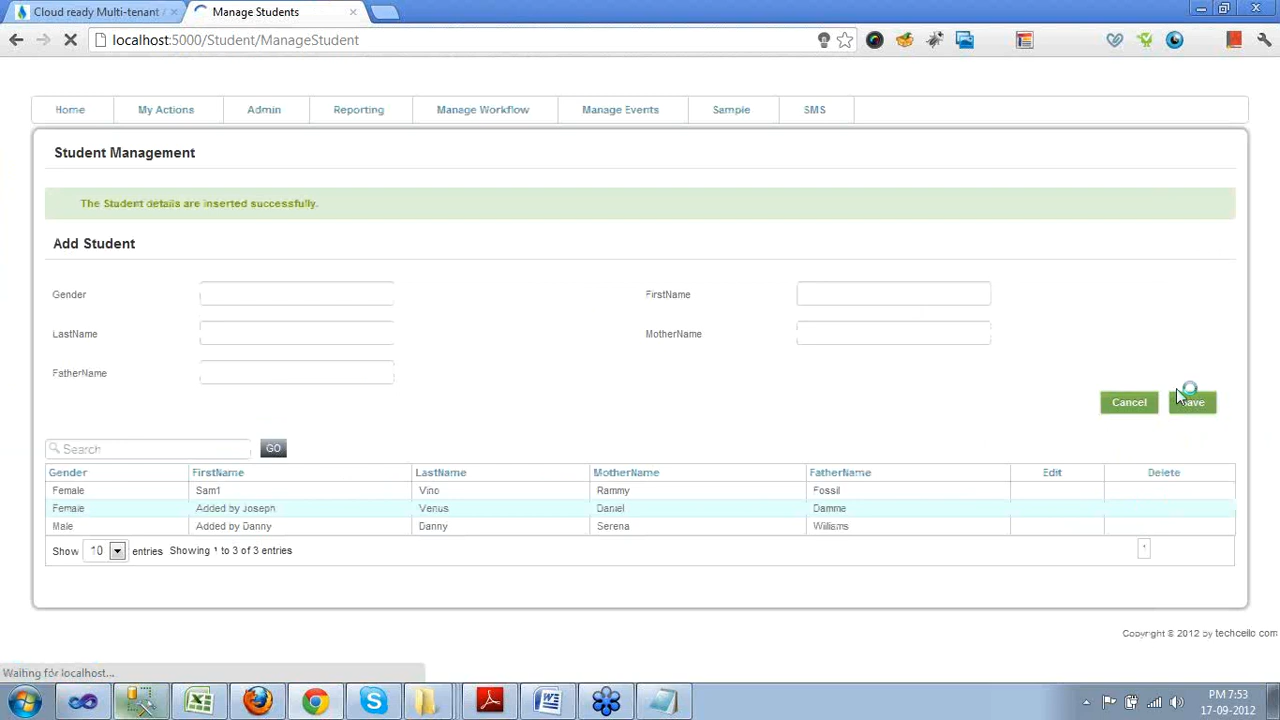 Cloud ready Multi-tenant /
Manage Students
localhost:5000/Student/ManageStudent
Home My Actions Admin Reporting Manage Workflow Manage Events Sample SMS
Student Management
The Student details are inserted successfully.
Add Student
Gender FirstName
LastName MotherName
FatherName
Cancel Save
Search GO
Gender FirstName LastName MotherName FatherName Edit Delete
Female Sam1 Vino Rammy Fossil
Female Added by Joseph Venus Daniel Damme
Male Added by Danny Danny Serena Williams
Show 10 entries Showing 1 to 3 of 3 entries
Copyright © 2012 by techcello.com
Waiting for localhost...
PM 7:53
17-09-2012